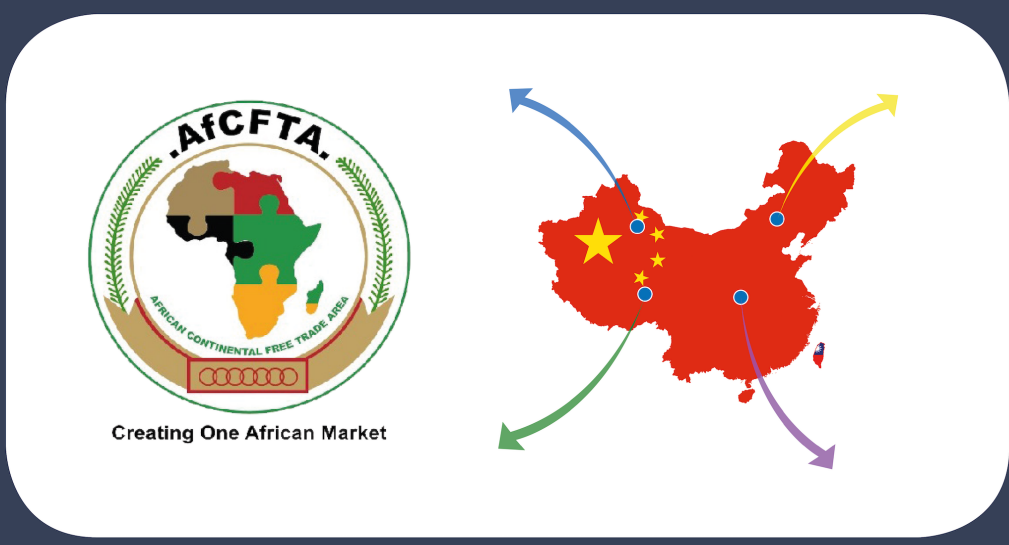 .AfCFTA.
AFRICAN CONTINENTAL FREE TRADE AREA
Creating One African Market